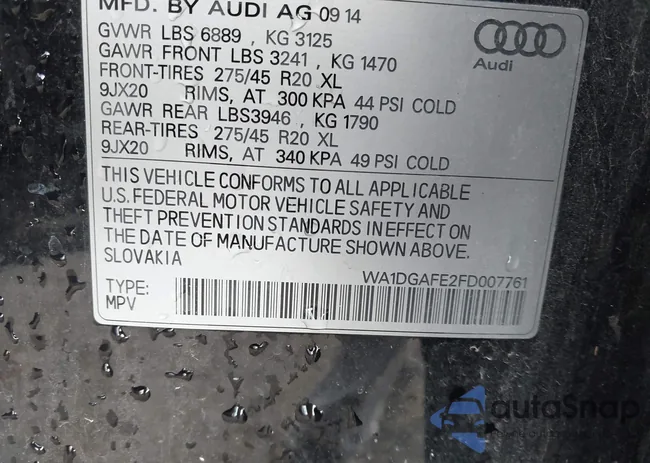 MFD. BY AUDI AG 09 14
GVWR LBS 6889 , KG 3125
GAWR FRONT LBS 3241 , KG 1470
FRONT-TIRES 275/45 R20 XL
9JX20 RIMS, AT 300 KPA 44 PSI COLD
GAWR REAR LBS3946 , KG 1790
REAR-TIRES 275/45 R20 XL
9JX20 RIMS, AT 340 KPA 49 PSI COLD
Audi
THIS VEHICLE CONFORMS TO ALL APPLICABLE
U.S. FEDERAL MOTOR VEHICLE SAFETY AND
THEFT PREVENTION STANDARDS IN EFFECT ON
THE DATE OF MANUFACTURE SHOWN ABOVE.
SLOVAKIA
WA1DGAFE2FD007761
TYPE:
MPV
autoSnap